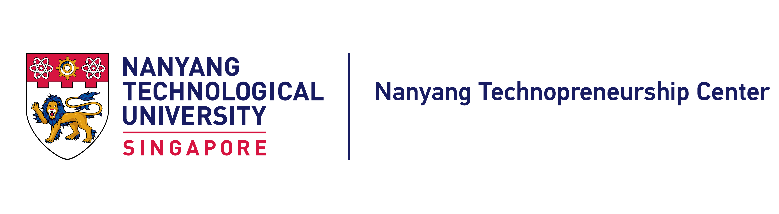 NANYANG
TECHNOLOGICAL
UNIVERSITY
SINGAPORE
Nanyang Technopreneurship Center